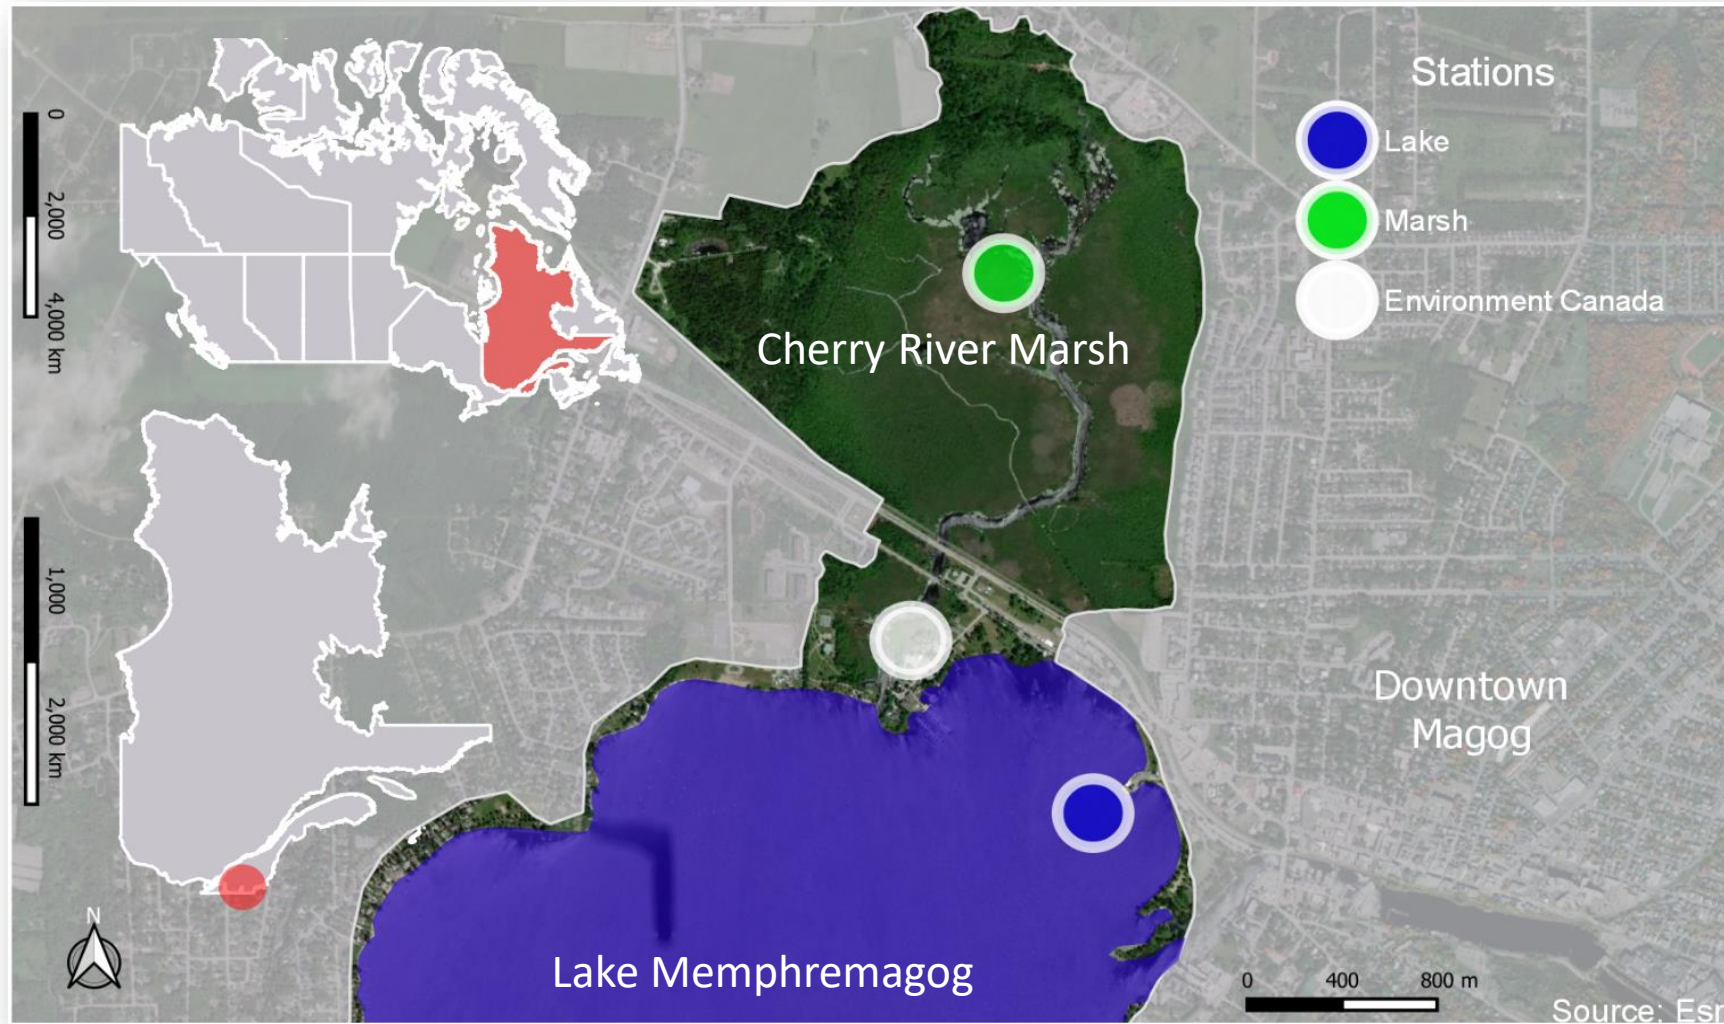 Stations
Lake
Marsh
Environment Canada
0
2,000
4,000 km
Cherry River Marsh
1,000
2,000 km
Downtown
Magog
N
Lake Memphremagog
0 400 800 m
Source: Esr